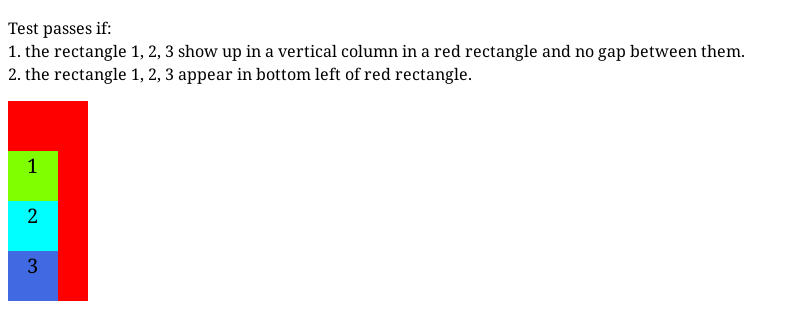 Test passes if:
1. the rectangle 1, 2, 3 show up in a vertical column in a red rectangle and no gap between them.
2. the rectangle 1, 2, 3 appear in bottom left of red rectangle.
1
2
3